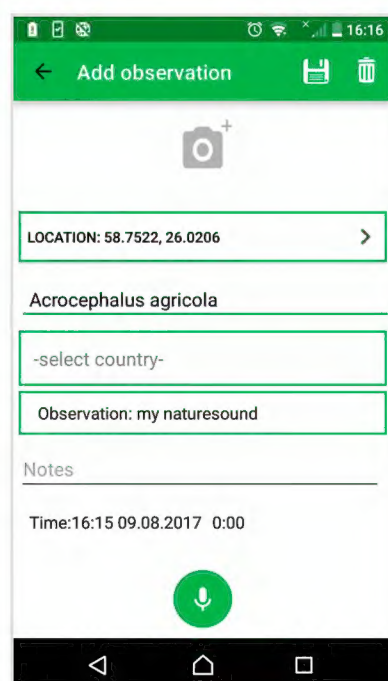 16:16
Add observation
LOCATION: 58.7522, 26.0206
Acrocephalus agricola
-select country-
Observation: my naturesound
Notes
Time:16:15 09.08.2017 0:00